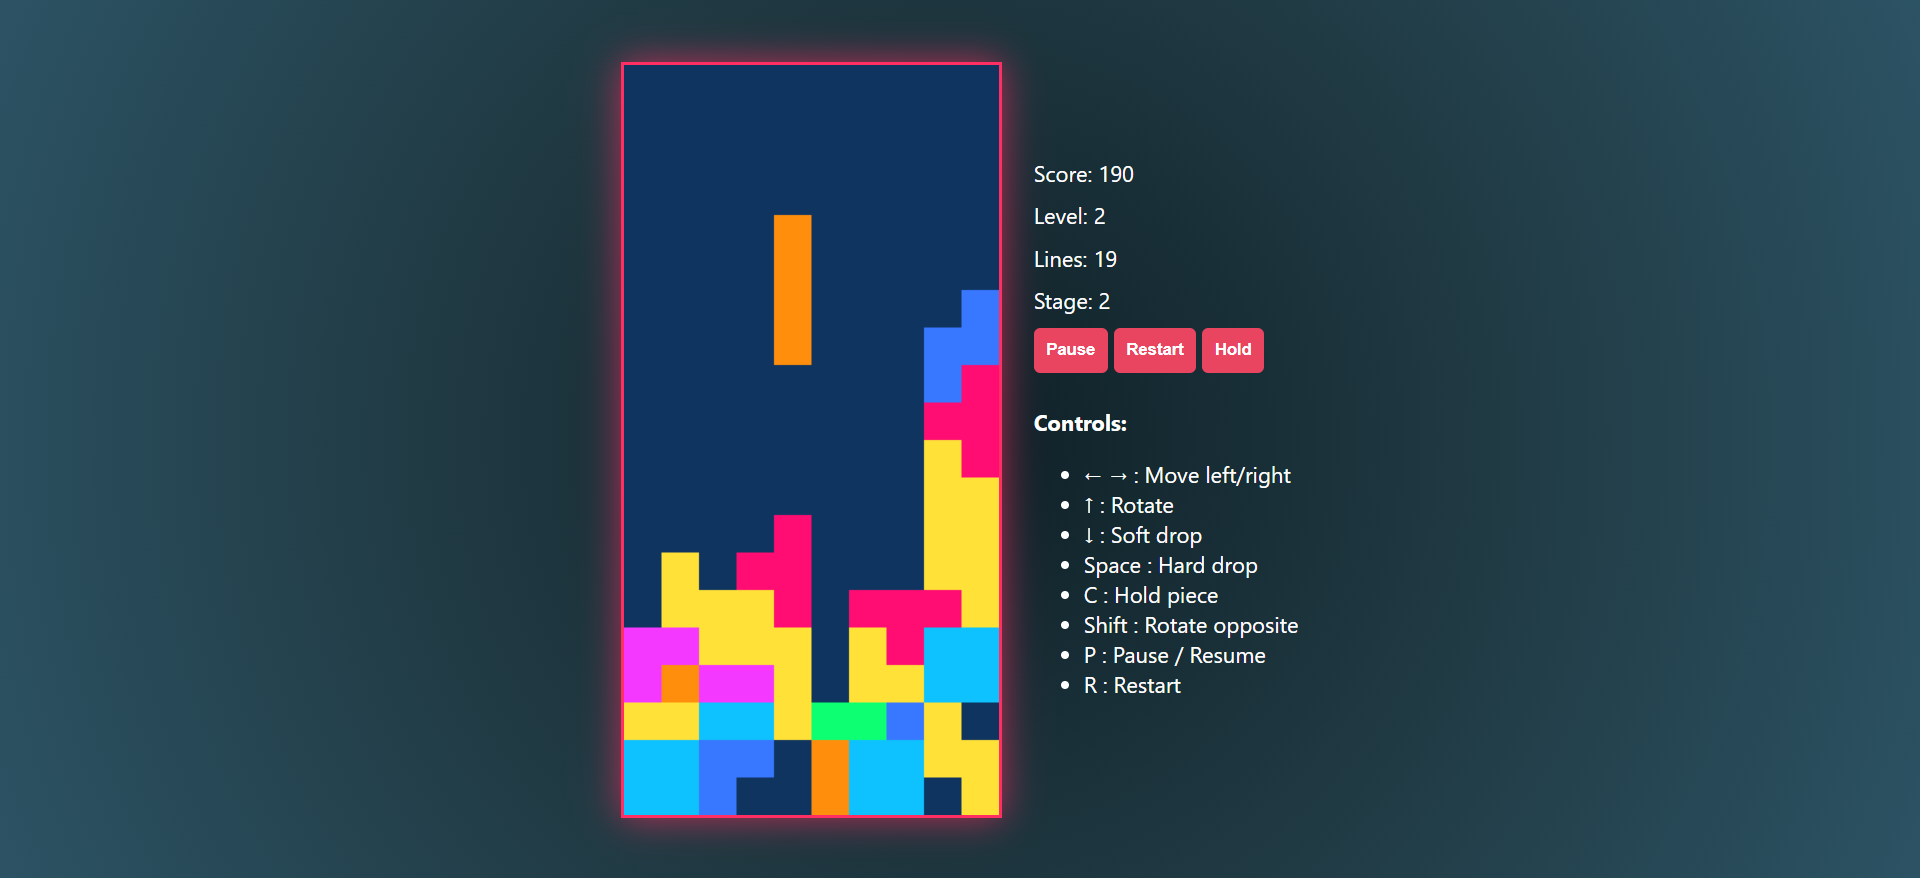 Score: 190
Level: 2
Lines: 19
Stage: 2
Pause Restart Hold
Controls:
← → : Move left/right
↑ : Rotate
↓ : Soft drop
Space : Hard drop
C : Hold piece
Shift : Rotate opposite
P : Pause / Resume
R : Restart